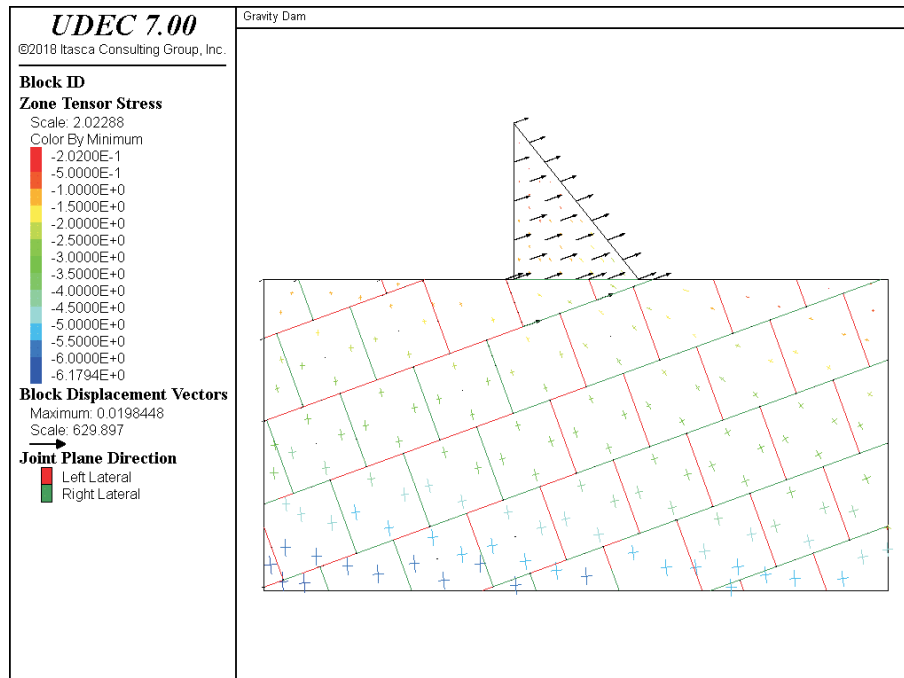 UDEC 7.00
©2018 Itasca Consulting Group, Inc.
Block ID
Zone Tensor Stress
Scale: 2.02288
Color By Minimum
-2.0200E-1
-5.0000E-1
-1.0000E+0
-1.5000E+0
-2.0000E+0
-2.5000E+0
-3.0000E+0
-3.5000E+0
-4.0000E+0
-4.5000E+0
-5.0000E+0
-5.5000E+0
-6.0000E+0
-6.1794E+0
Block Displacement Vectors
Maximum: 0.0198448
Scale: 629.897
Joint Plane Direction
Left Lateral
Right Lateral
Gravity Dam